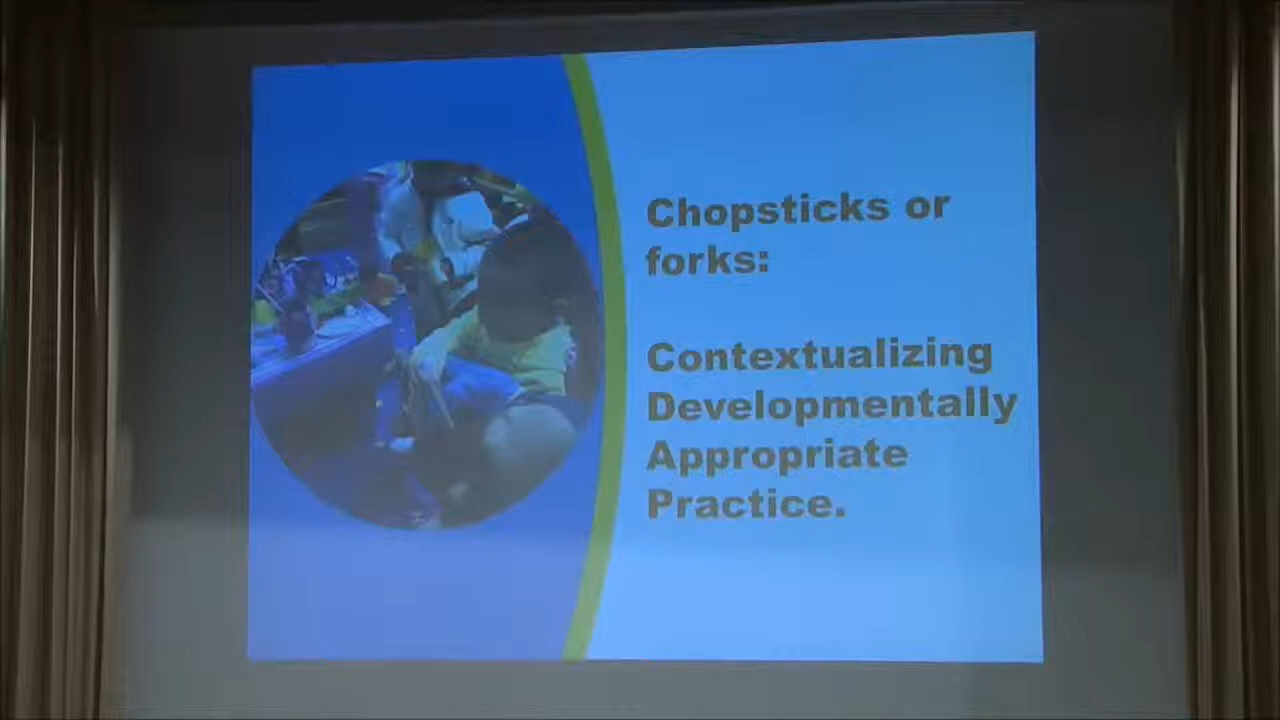 Chopsticks or
forks:
Contextualizing
Developmentally
Appropriate
Practice.